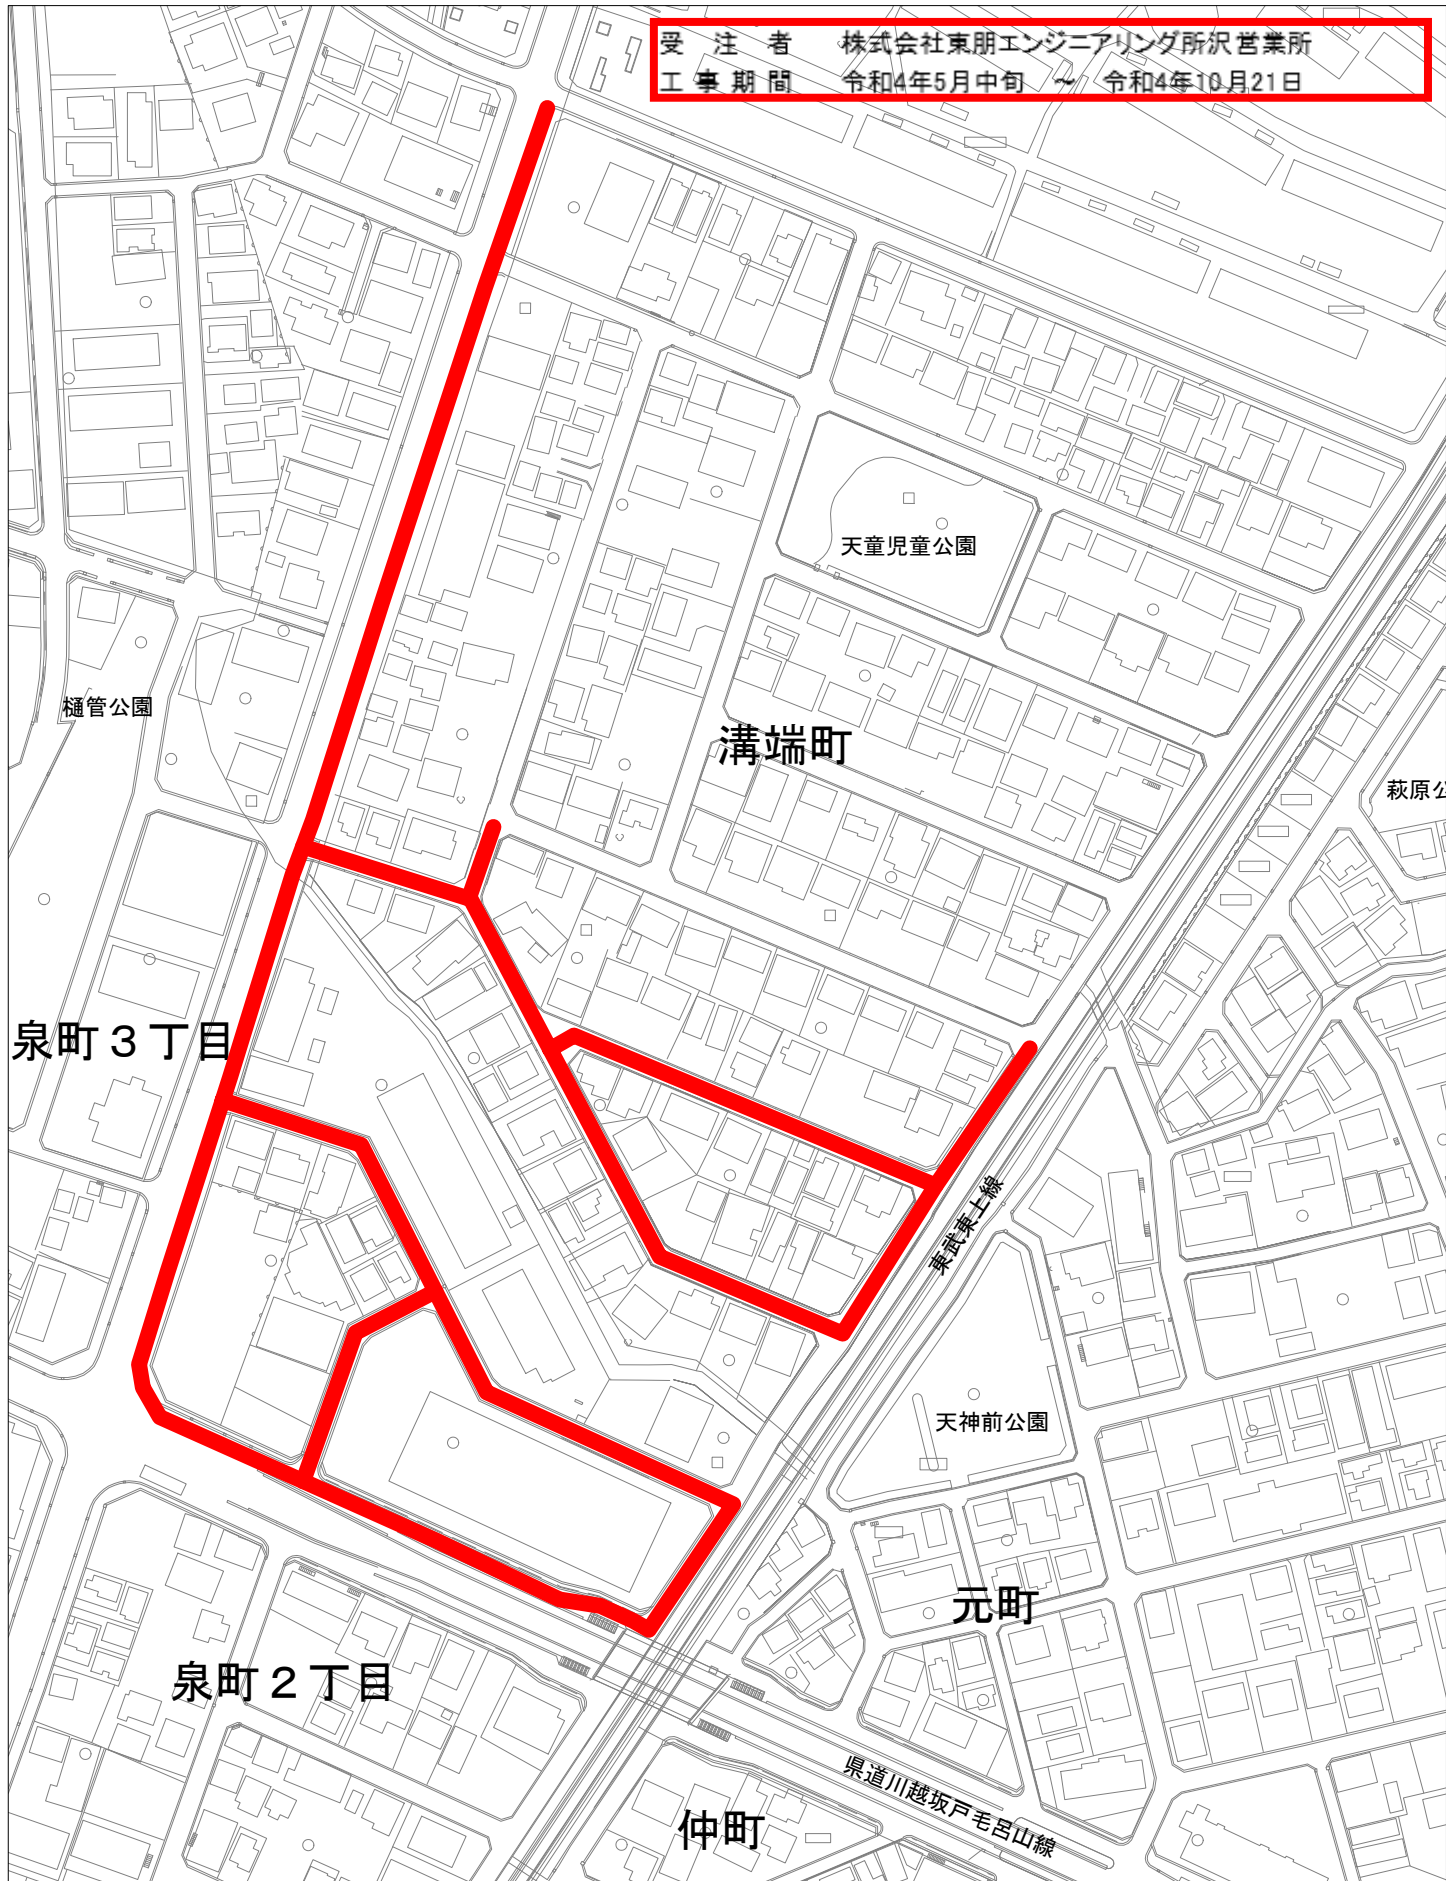 受注者　株式会社東朋エンジニアリング所沢営業所
工事期間　令和4年5月中旬　～　令和4年10月21日
天童児童公園
樋管公園
溝端町
萩原公
泉町３丁目
東武東上線
天神前公園
元町
泉町２丁目
県道川越坂戸毛呂山線
仲町